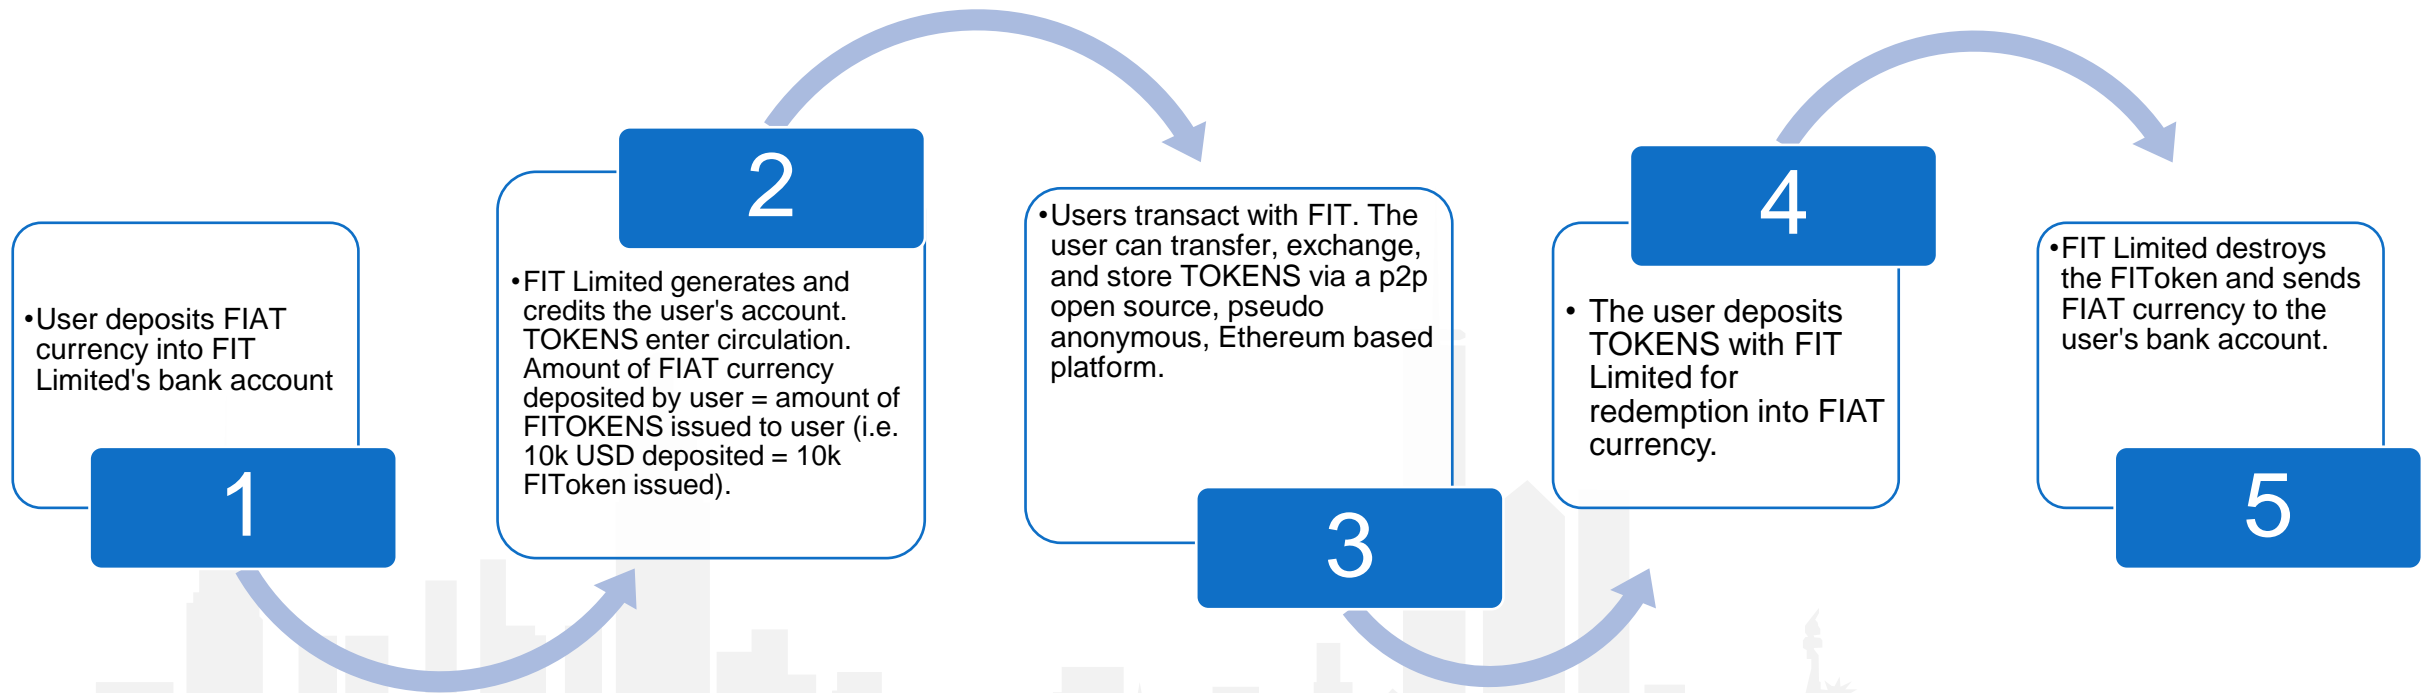 •User deposits FIAT
currency into FIT
Limited's bank account
1
2
•FIT Limited generates and
credits the user's account.
TOKENS enter circulation.
Amount of FIAT currency
deposited by user = amount of
FITOKENS issued to user (i.e.
10k USD deposited = 10k
FIToken issued).
•Users transact with FIT. The
user can transfer, exchange,
and store TOKENS via a p2p
open source, pseudo
anonymous, Ethereum based
platform.
3
4
• The user deposits
TOKENS with FIT
Limited for
redemption into FIAT
currency.
•FIT Limited destroys
the FIToken and sends
FIAT currency to the
user's bank account.
5